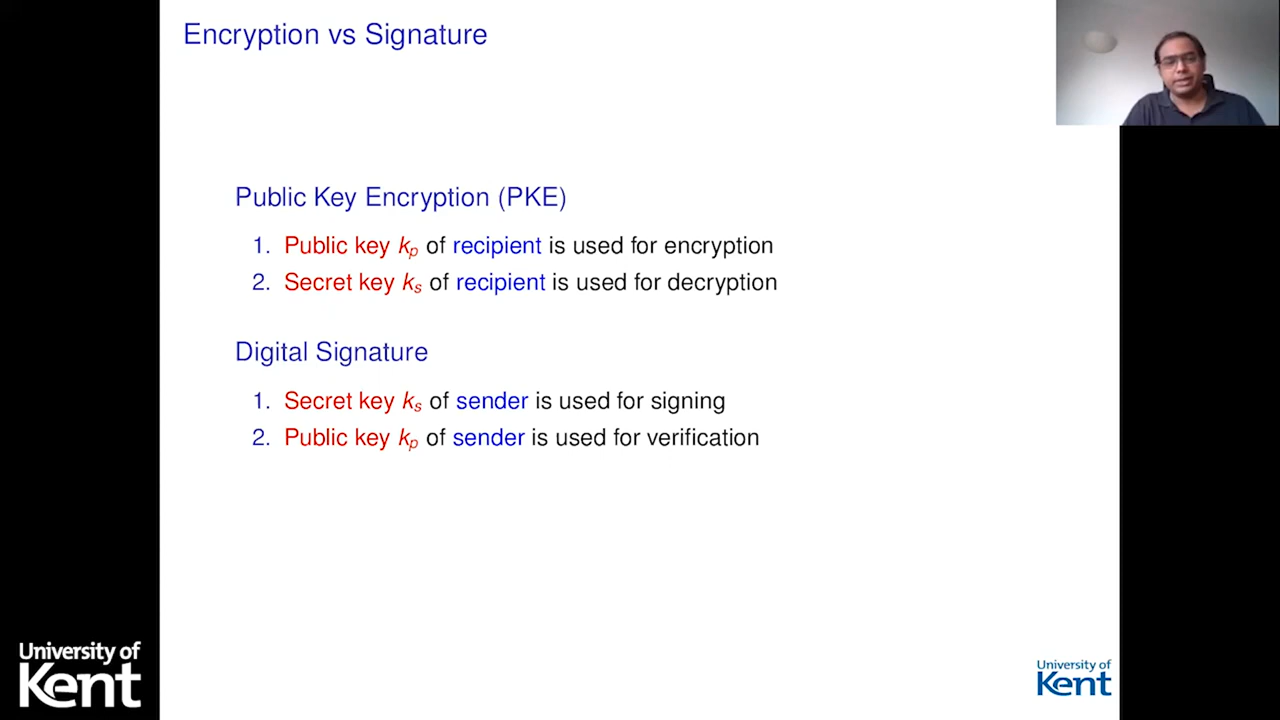 Encryption vs Signature
Public Key Encryption (PKE)
1. Public key kp of recipient is used for encryption
2. Secret key ks of recipient is used for decryption
Digital Signature
1. Secret key ks of sender is used for signing
2. Public key kp of sender is used for verification
University of
Kent
University of
Kent